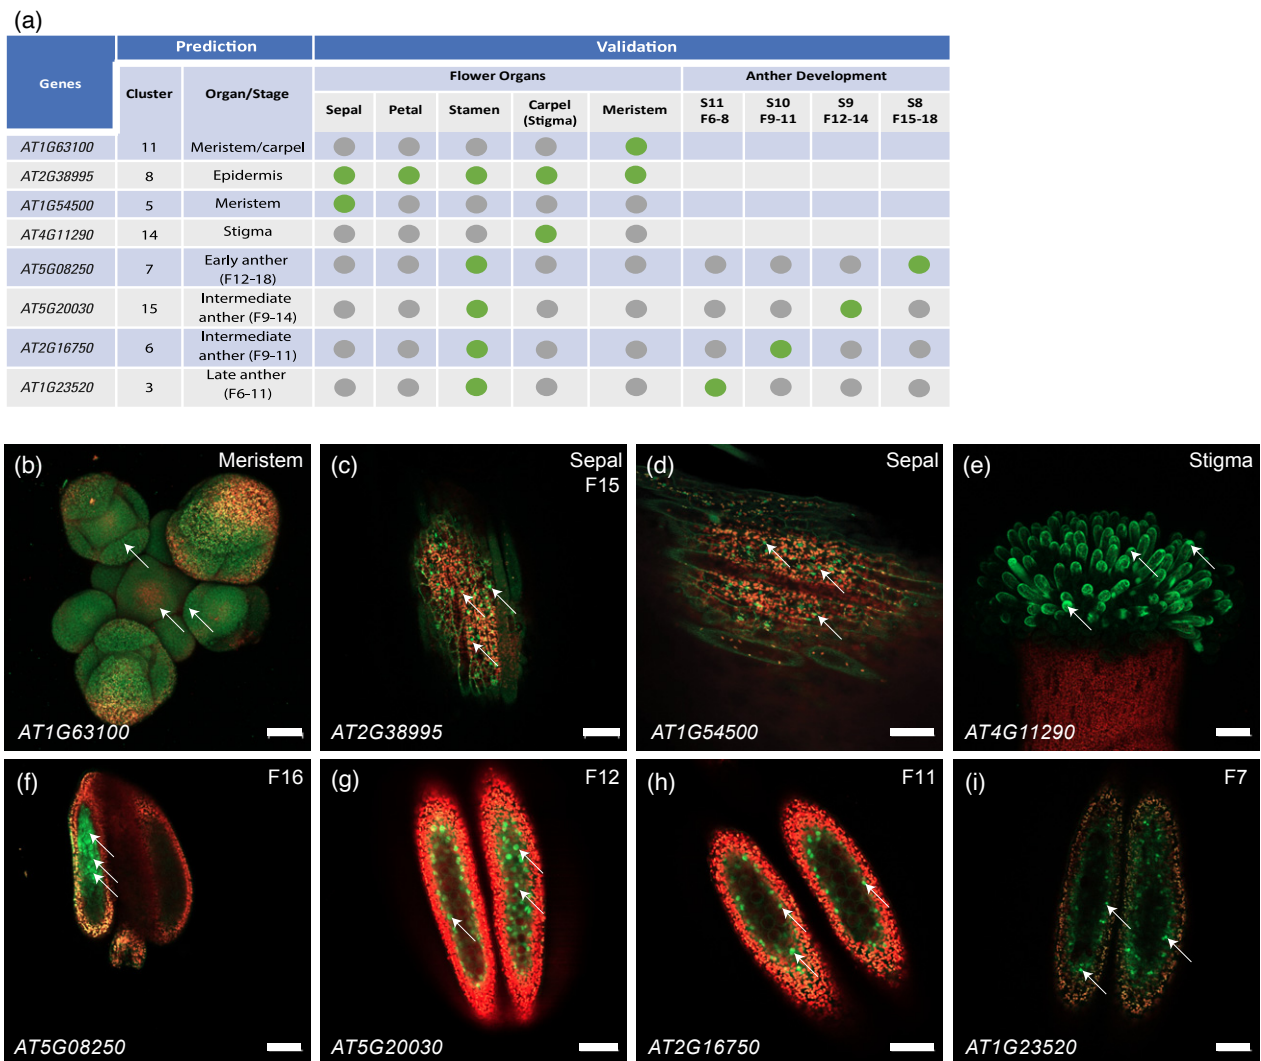 (a)
Genes Prediction Validation
Cluster Organ/Stage Flower Organs Anther Development
Sepal Petal Stamen Carpel (Stigma) Meristem S11 F6-8 S10 F9-11 S9 F12-14 S8 F15-18
AT1G63100 11 Meristem/carpel
AT2G38995 8 Epidermis
AT1G54500 5 Meristem
AT4G11290 14 Stigma
AT5G08250 7 Early anther
(F12-18)
AT5G20030 15 Intermediate
anther (F9-14)
AT2G16750 6 Intermediate
anther (F9-11)
AT1G23520 3 Late anther
(F6-11)
(b) Meristem
AT1G63100
(c) Sepal
F15
AT2G38995
(d) Sepal
AT1G54500
(e) Stigma
AT4G11290
(f) F16
AT5G08250
(g) F12
AT5G20030
(h) F11
AT2G16750
(i) F7
AT1G23520